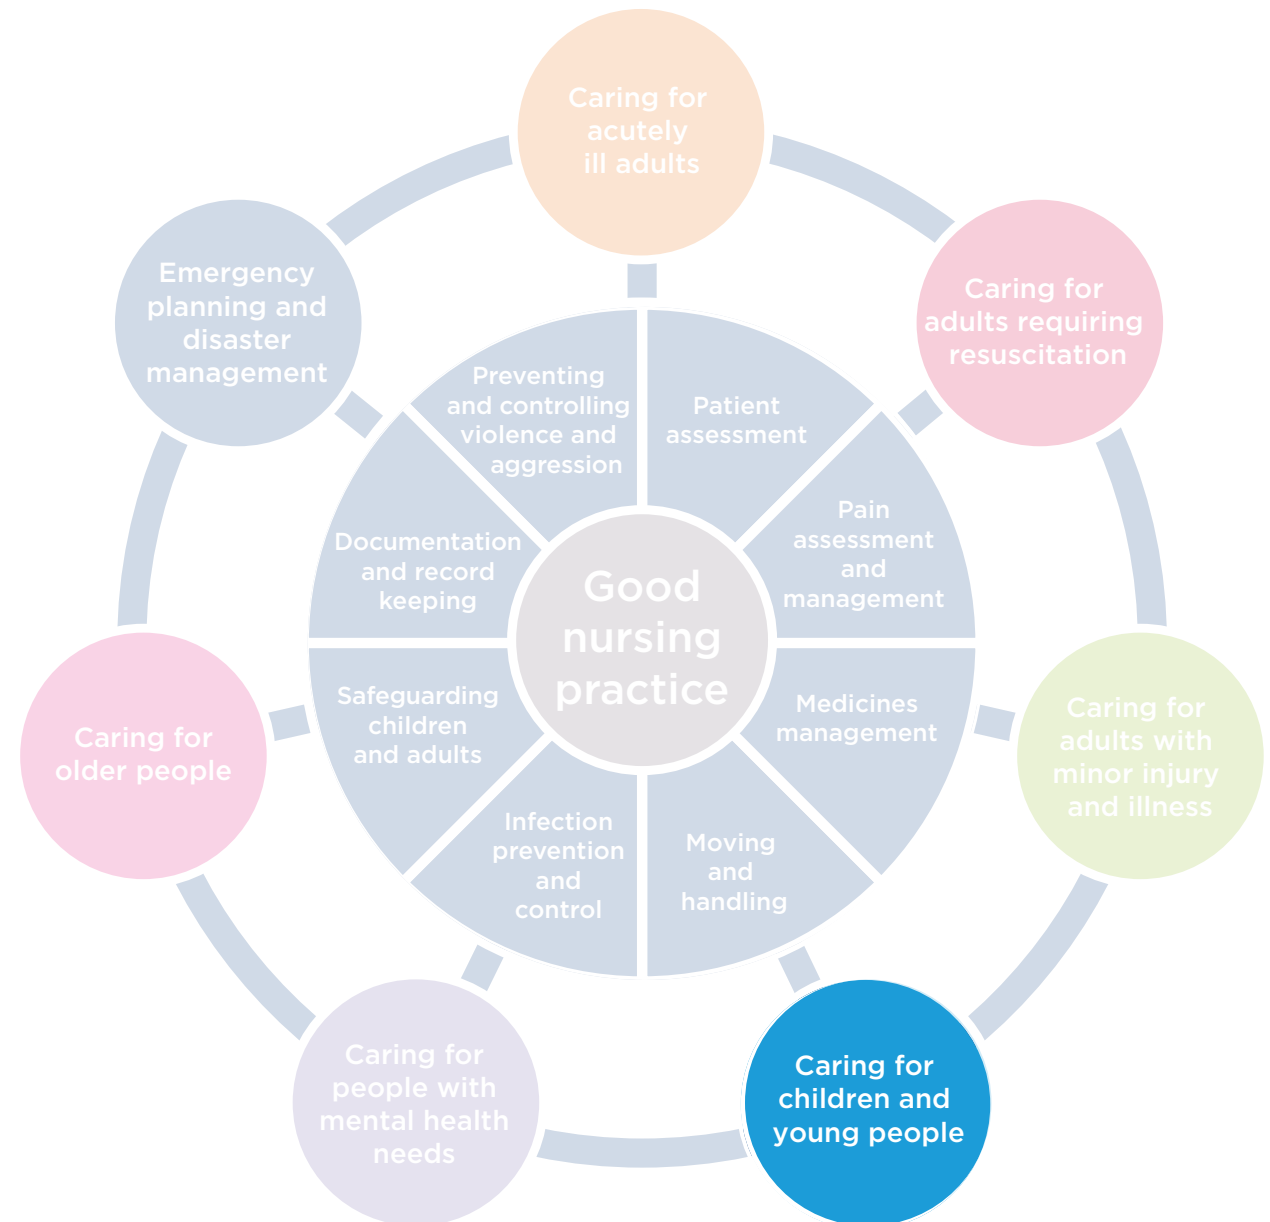 Caring for
acutely
ill adults
Caring for
adults requiring
resuscitation
Caring for
adults with
minor injury
and illness
Caring for
children and
young people
Caring for
people with
mental health
needs
Caring for
older people
Emergency
planning and
disaster
management
Patient
assessment
Pain
assessment
and
management
Medicines
management
Moving
and
handling
Infection
prevention
and
control
Safeguarding
children
and adults
Documentation
and record
keeping
Preventing
and controlling
violence and
aggression
Good
nursing
practice